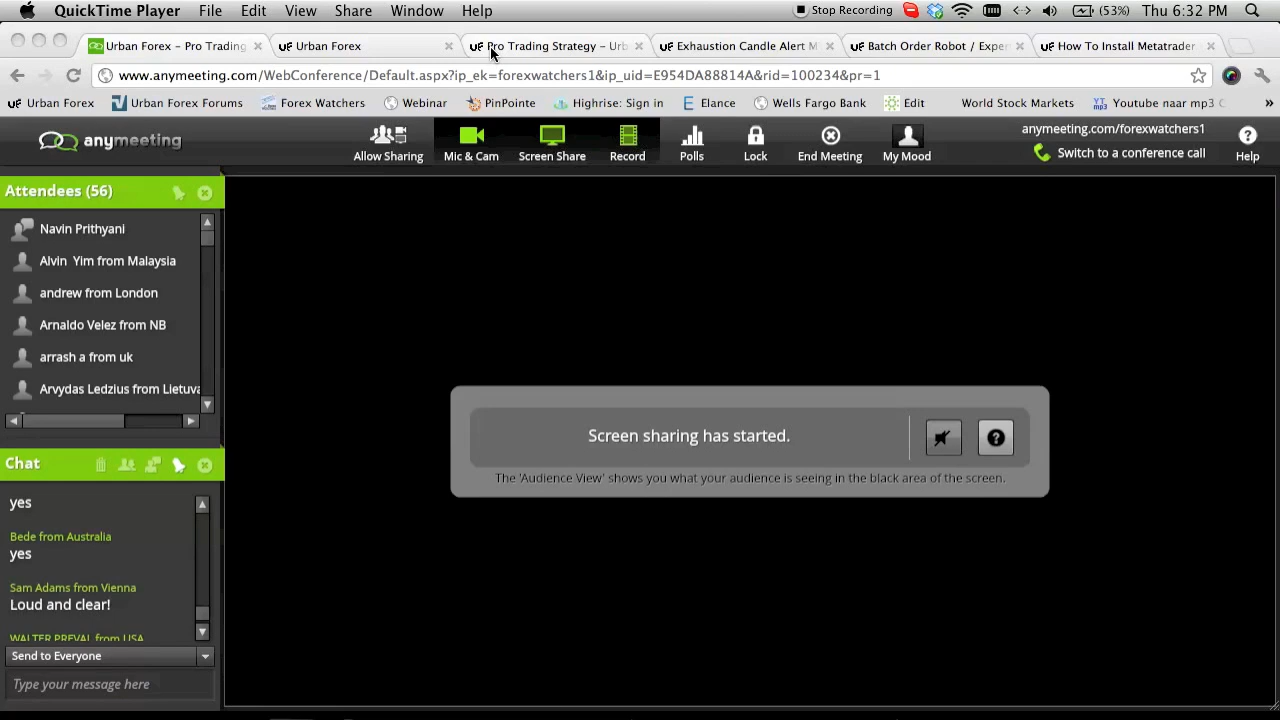 QuickTime Player File Edit View Share Window Help Stop Recording (53%) Thu 6:32 PM
Urban Forex – Pro Trading Urban Forex Pro Trading Strategy – Urb Exhaustion Candle Alert M Batch Order Robot / Exper How To Install Metatrade
www.anymeeting.com/WebConference/Default.aspx?ip_ek=forexwatchers1&ip_uid=E954DA88814A&rid=100234&pr=1
Urban Forex Urban Forex Forums Forex Watchers Webinar PinPointe Highrise: Sign in Elance Wells Fargo Bank Edit World Stock Markets Youtube naar mp3 C »
anymeeting
Allow Sharing Mic & Cam Screen Share Record Polls Lock End Meeting My Mood
anymeeting.com/forexwatchers1
Switch to a conference call
Help
Attendees (56)
Navin Prithyani
Alvin Yim from Malaysia
andrew from London
Arnaldo Velez from NB
arrash a from uk
Arvydas Ledzius from Lietuva
Screen sharing has started.
The 'Audience View' shows you what your audience is seeing in the black area of the screen.
Chat
yes
Bede from Australia
yes
Sam Adams from Vienna
Loud and clear!
WALTER PREVAL from USA
Send to Everyone
Type your message here